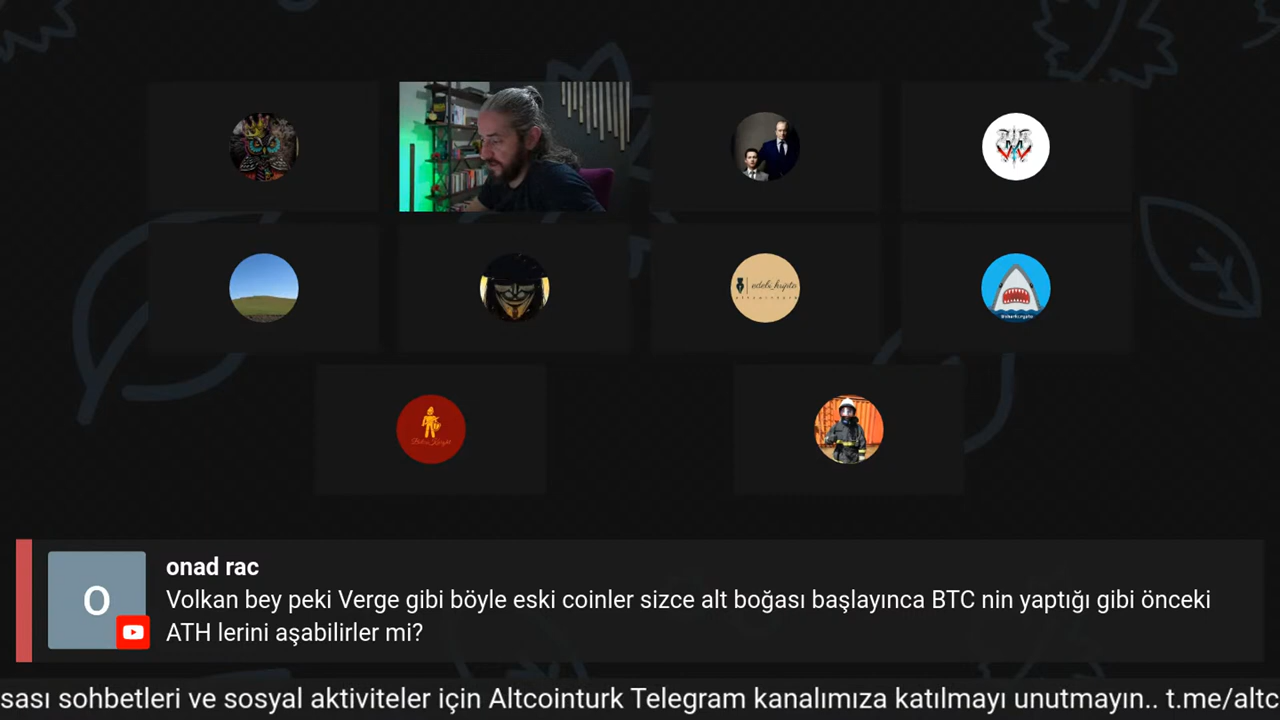 onad rac
O
Volkan bey peki Verge gibi böyle eski coinler sizce alt boğası başlayınca BTC nin yaptığı gibi önceki
ATH lerini aşabilirler mi?
sası sohbetleri ve sosyal aktiviteler için Altcointurk Telegram kanalımıza katılmayı unutmayın.. t.me/altc